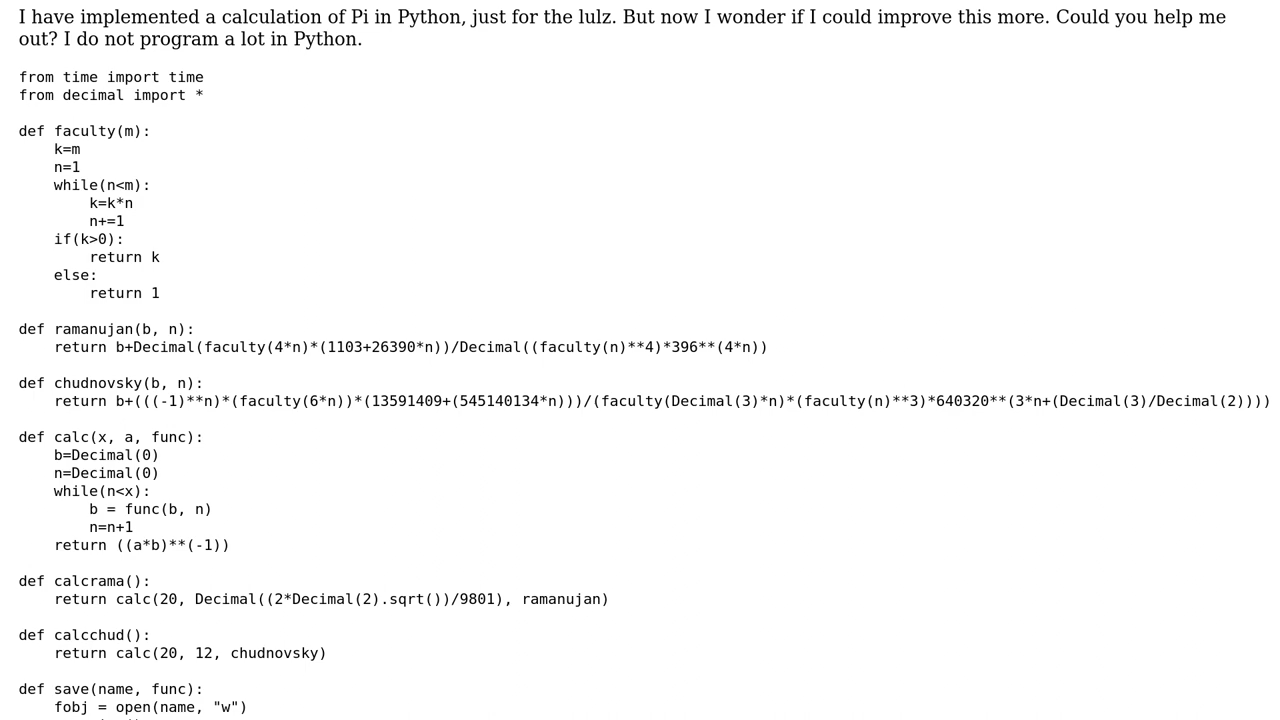 I have implemented a calculation of Pi in Python, just for the lulz. But now I wonder if I could improve this more. Could you help me
out? I do not program a lot in Python.
from time import time
from decimal import *
def faculty(m):
    k=m
    n=1
    while(n<m):
        k=k*n
        n+=1
    if(k>0):
        return k
    else:
        return 1
def ramanujan(b, n):
    return b+Decimal(faculty(4*n)*(1103+26390*n))/Decimal((faculty(n)**4)*396**(4*n))
def chudnovsky(b, n):
    return b+(((-1)**n)*(faculty(6*n))*(13591409+(545140134*n)))/(faculty(Decimal(3)*n)*(faculty(n)**3)*640320**(3*n+(Decimal(3)/Decimal(2))))
def calc(x, a, func):
    b=Decimal(0)
    n=Decimal(0)
    while(n<x):
        b = func(b, n)
        n=n+1
    return ((a*b)**(-1))
def calcrama():
    return calc(20, Decimal((2*Decimal(2).sqrt())/9801), ramanujan)
def calcchud():
    return calc(20, 12, chudnovsky)
def save(name, func):
    fobj = open(name, "w")